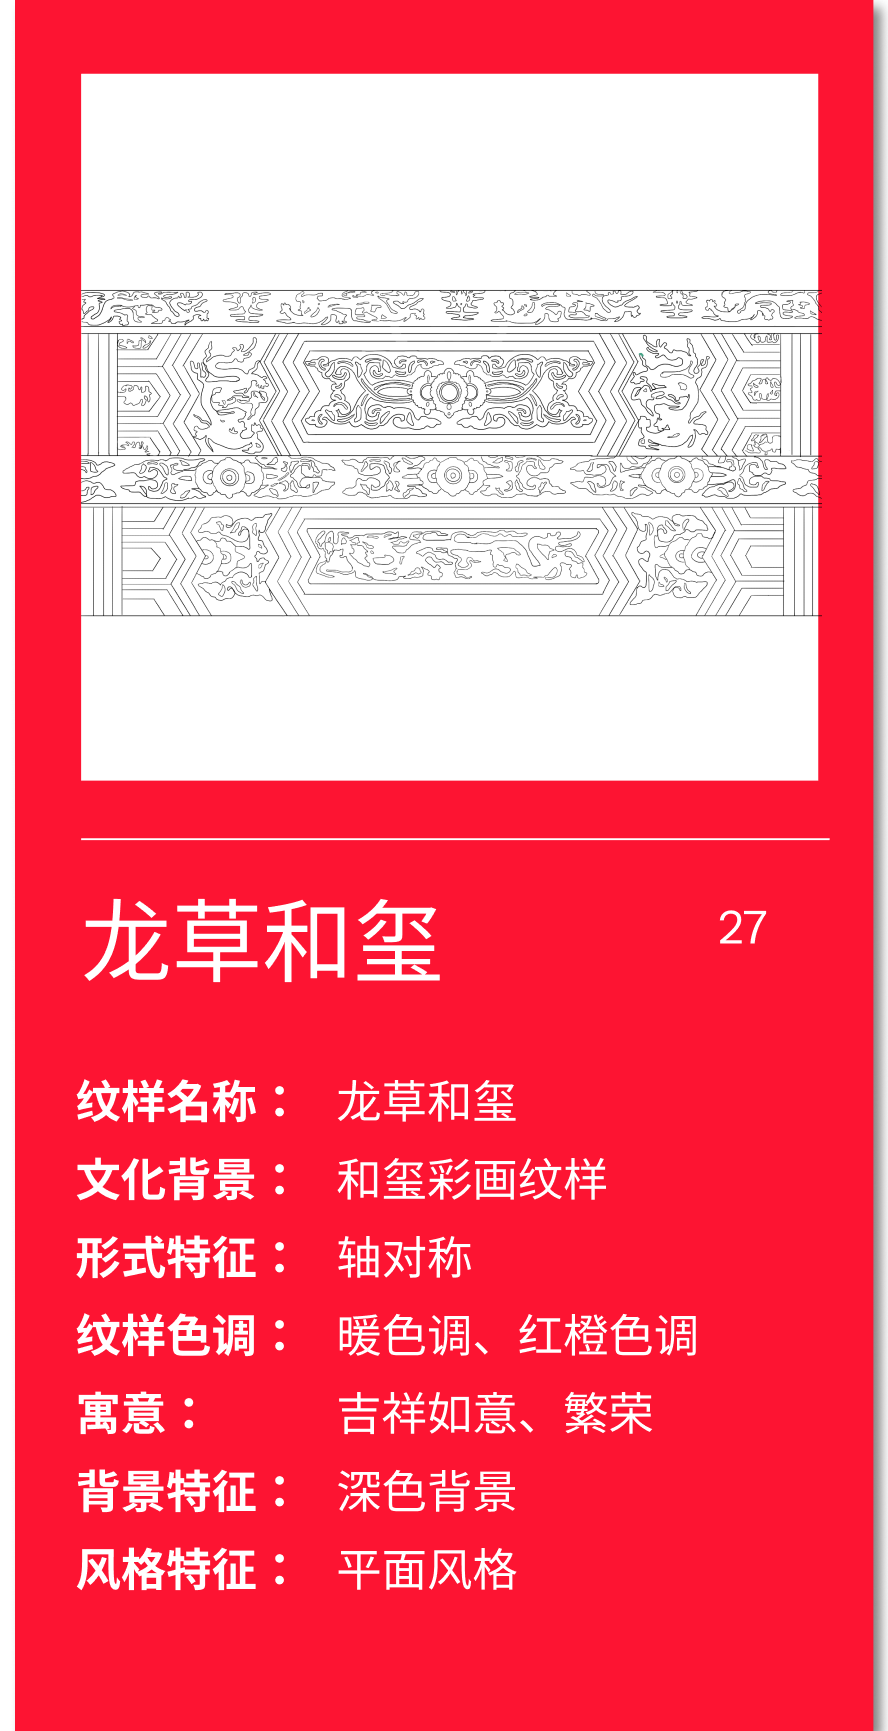 龙草和玺 27
纹样名称： 龙草和玺
文化背景： 和玺彩画纹样
形式特征： 轴对称
纹样色调： 暖色调、红橙色调
寓意： 吉祥如意、繁荣
背景特征： 深色背景
风格特征： 平面风格